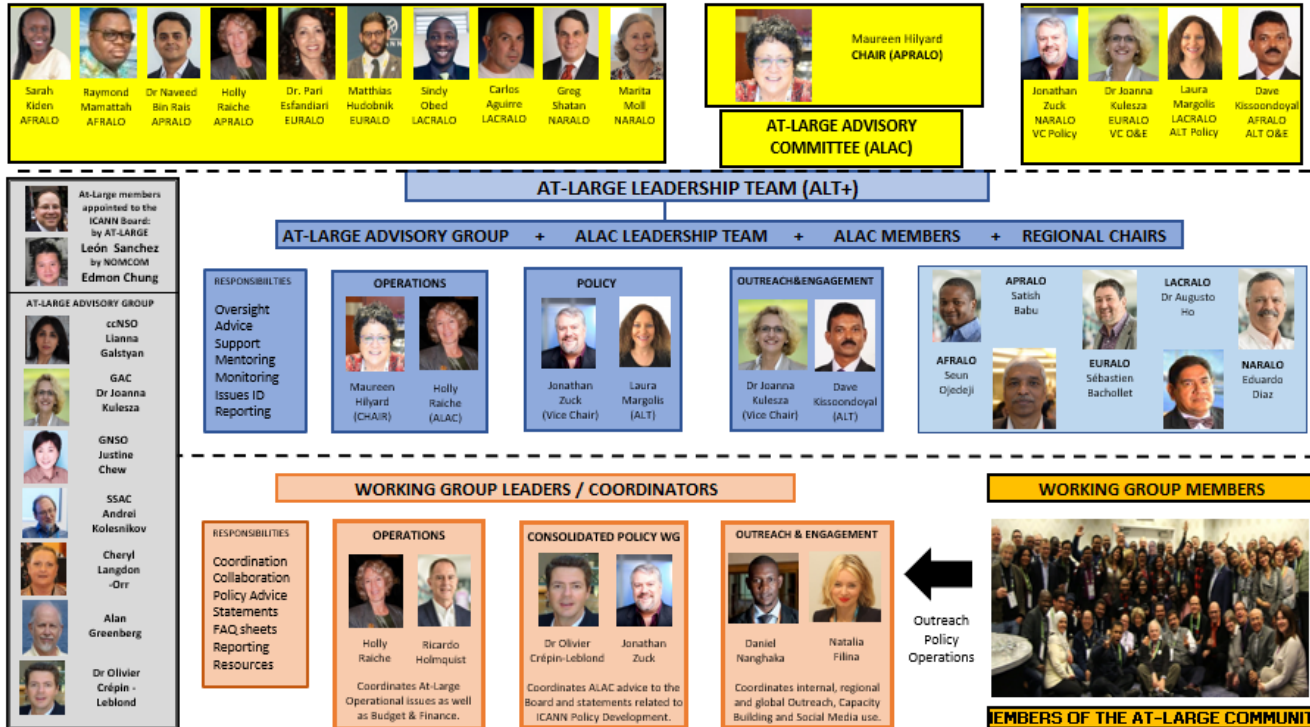 Sarah
Kiden
AFRALO
Raymond
Mamattah
AFRALO
Dr Naveed
Bin Rais
APRALO
Holly
Raiche
APRALO
Dr. Pari
Esfandiari
EURALO
Matthias
Hudobnik
EURALO
Sindy
Obed
LACRALO
Carlos
Aguirre
LACRALO
Greg
Shatan
NARALO
Marita
Moll
NARALO
Maureen Hilyard
CHAIR (APRALO)
AT-LARGE ADVISORY
COMMITTEE (ALAC)
Jonathan
Zuck
NARALO
VC Policy
Dr Joanna
Kulesza
EURALO
VC O&E
Laura
Margolis
LACRALO
ALT Policy
Dave
Kissoondoyal
AFRALO
ALT O&E
At-Large members
appointed to the
ICANN Board:
by AT-LARGE
León Sanchez
by NOMCOM
Edmon Chung
AT-LARGE ADVISORY GROUP
ccNSO
Lianna
Galstyan
GAC
Dr Joanna
Kulesza
GNSO
Justine
Chew
SSAC
Andrei
Kolesnikov
Cheryl
Langdon
-Orr
Alan
Greenberg
Dr Olivier
Crépin -
Leblond
AT-LARGE LEADERSHIP TEAM (ALT+)
AT-LARGE ADVISORY GROUP + ALAC LEADERSHIP TEAM + ALAC MEMBERS + REGIONAL CHAIRS
RESPONSIBIILTIES
Oversight
Advice
Support
Mentoring
Monitoring
Issues ID
Reporting
OPERATIONS
Maureen
Hilyard
(CHAIR)
Holly
Raiche
(ALAC)
POLICY
Jonathan
Zuck
(Vice Chair)
Laura
Margolis
(ALT)
OUTREACH&ENGAGEMENT
Dr Joanna
Kulesza
(Vice Chair)
Dave
Kissoondoyal
(ALT)
APRALO
Satish
Babu
LACRALO
Dr Augusto
Ho
AFRALO
Seun
Ojedeji
EURALO
Sébastien
Bachollet
NARALO
Eduardo
Diaz
WORKING GROUP LEADERS / COORDINATORS
RESPONSIBILITIES
Coordination
Collaboration
Policy Advice
Statements
FAQ sheets
Reporting
Resources
OPERATIONS
Holly
Raiche
Ricardo
Holmquist
Coordinates At-Large
Operational issues as well
as Budget & Finance.
CONSOLIDATED POLICY WG
Dr Olivier
Crépin-Leblond
Jonathan
Zuck
Coordinates ALAC advice to the
Board and statements related to
ICANN Policy Development.
OUTREACH & ENGAGEMENT
Daniel
Nanghaka
Natalia
Filina
Coordinates internal, regional
and global Outreach, Capacity
Building and Social Media use.
Outreach
Policy
Operations
WORKING GROUP MEMBERS
EMBERS OF THE AT-LARGE COMMUNIT